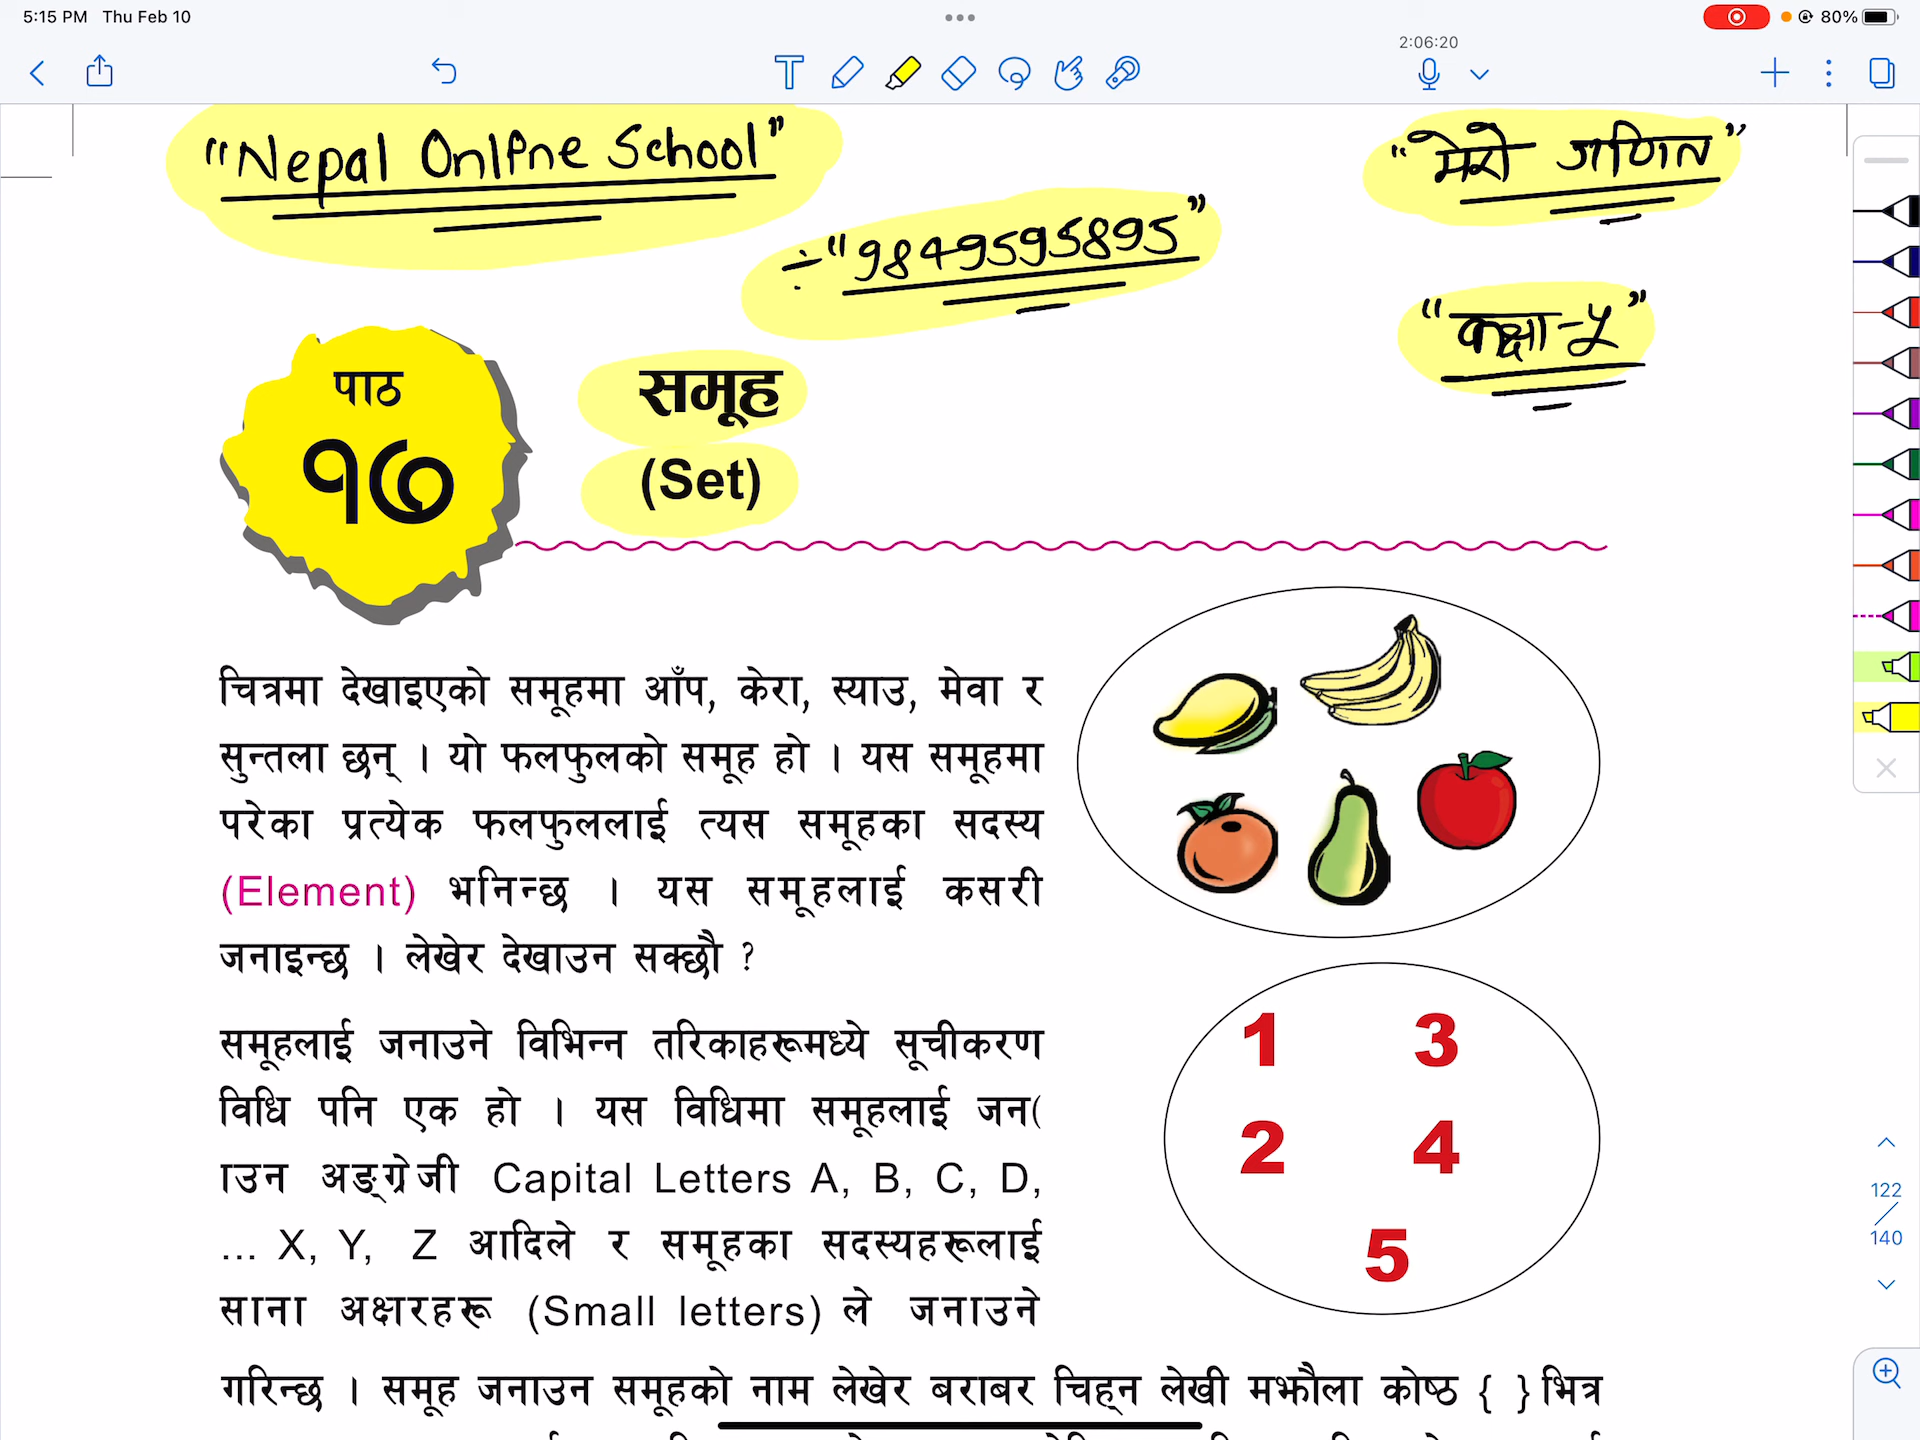 5:15 PM Thu Feb 10
80%
2:06:20
"Nepal Online School"
"मेरो गणित"
÷"9849595895"
"कक्षा-५"
पाठ
१७
समूह
(Set)
चित्रमा देखाइएको समूहमा आँप, केरा, स्याउ, मेवा र
सुन्तला छन् । यो फलफुलको समूह हो । यस समूहमा
परेका प्रत्येक फलफुललाई त्यस समूहका सदस्य
(Element) भनिन्छ । यस समूहलाई कसरी
जनाइन्छ । लेखेर देखाउन सक्छौ ?
1 3
2 4
5
समूहलाई जनाउने विभिन्न तरिकाहरूमध्ये सूचीकरण
विधि पनि एक हो । यस विधिमा समूहलाई जन(
ाउन अङ्ग्रेजी Capital Letters A, B, C, D,
... X, Y, Z आदिले र समूहका सदस्यहरूलाई
साना अक्षरहरू (Small letters) ले जनाउने
गरिन्छ । समूह जनाउन समूहको नाम लेखेर बराबर चिह्न लेखी मझौला कोष्ठ { } भित्र
122
/
140